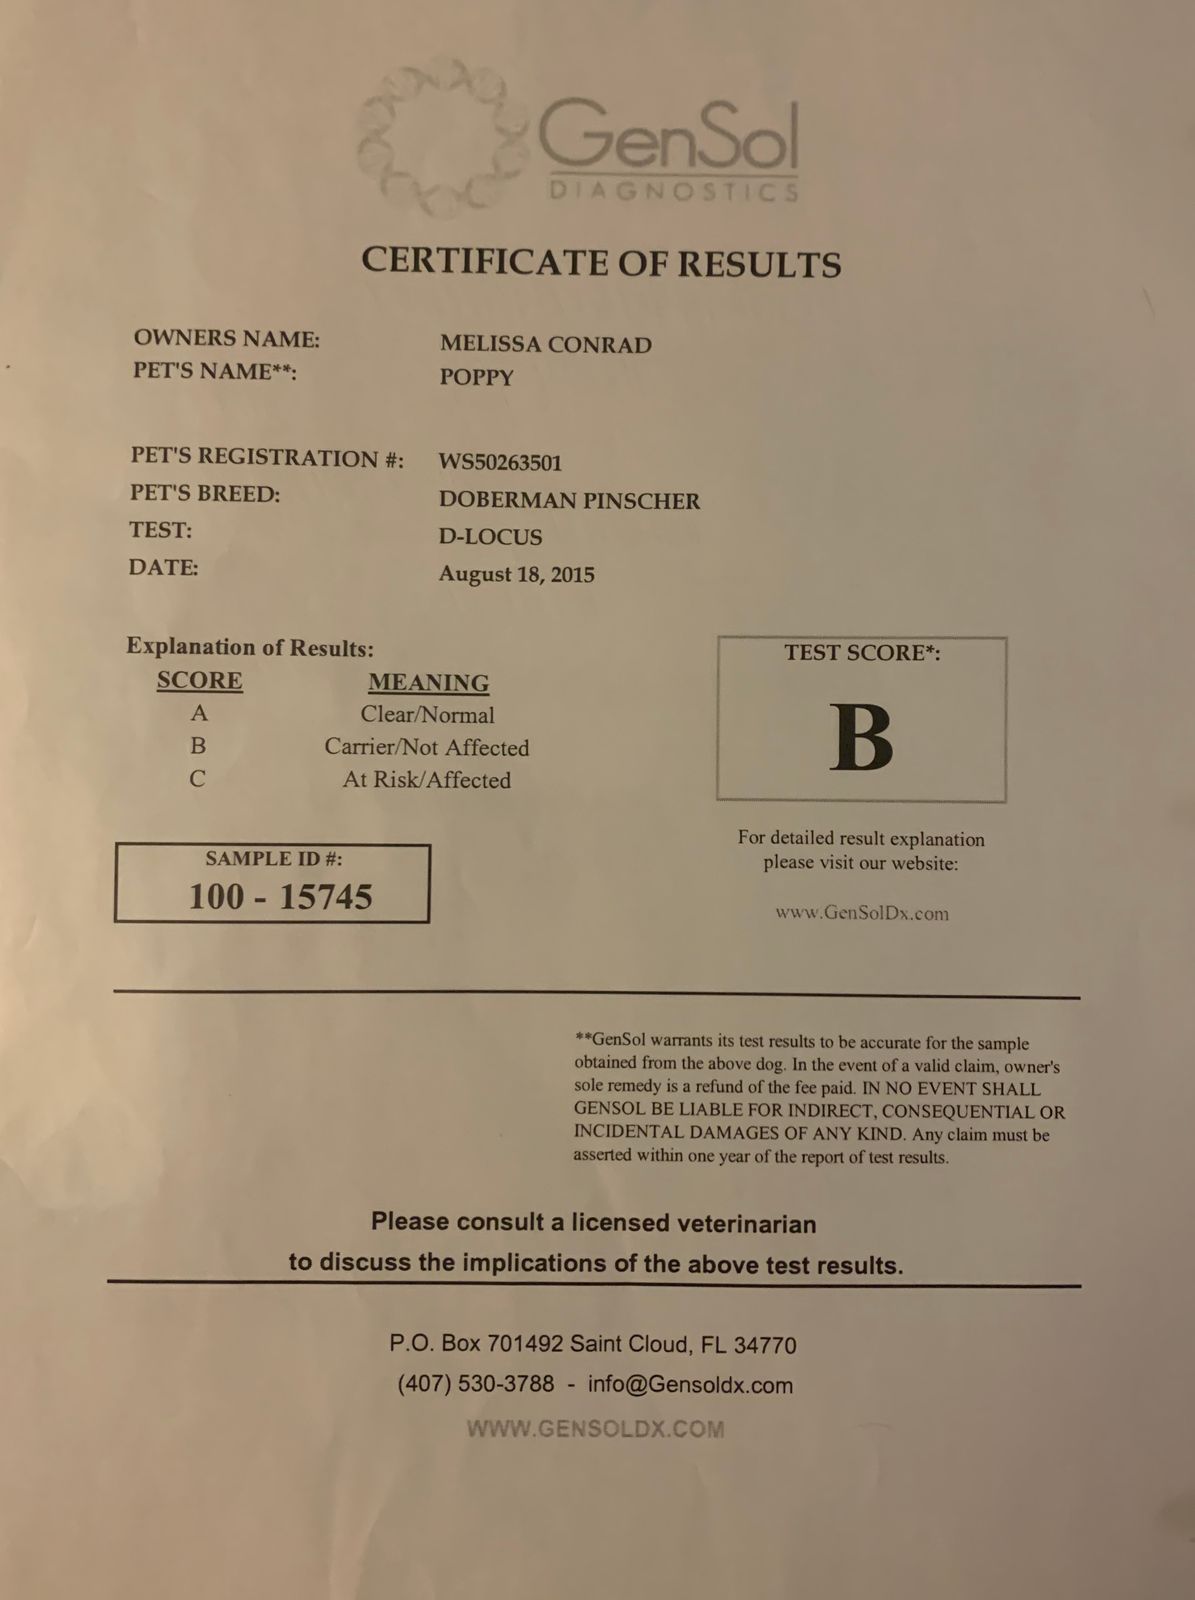 GenSol
DIAGNOSTICS
CERTIFICATE OF RESULTS
OWNERS NAME: MELISSA CONRAD
PET'S NAME**: POPPY
PET'S REGISTRATION #: WS50263501
PET'S BREED: DOBERMAN PINSCHER
TEST: D-LOCUS
DATE: August 18, 2015
Explanation of Results:
SCORE MEANING
A Clear/Normal
B Carrier/Not Affected
C At Risk/Affected
TEST SCORE*:
B
SAMPLE ID #:
100 - 15745
For detailed result explanation
please visit our website:
www.GenSolDx.com
**GenSol warrants its test results to be accurate for the sample
obtained from the above dog. In the event of a valid claim, owner's
sole remedy is a refund of the fee paid. IN NO EVENT SHALL
GENSOL BE LIABLE FOR INDIRECT, CONSEQUENTIAL OR
INCIDENTAL DAMAGES OF ANY KIND. Any claim must be
asserted within one year of the report of test results.
Please consult a licensed veterinarian
to discuss the implications of the above test results.
P.O. Box 701492 Saint Cloud, FL 34770
(407) 530-3788 - info@Gensoldx.com
WWW.GENSOLDX.COM